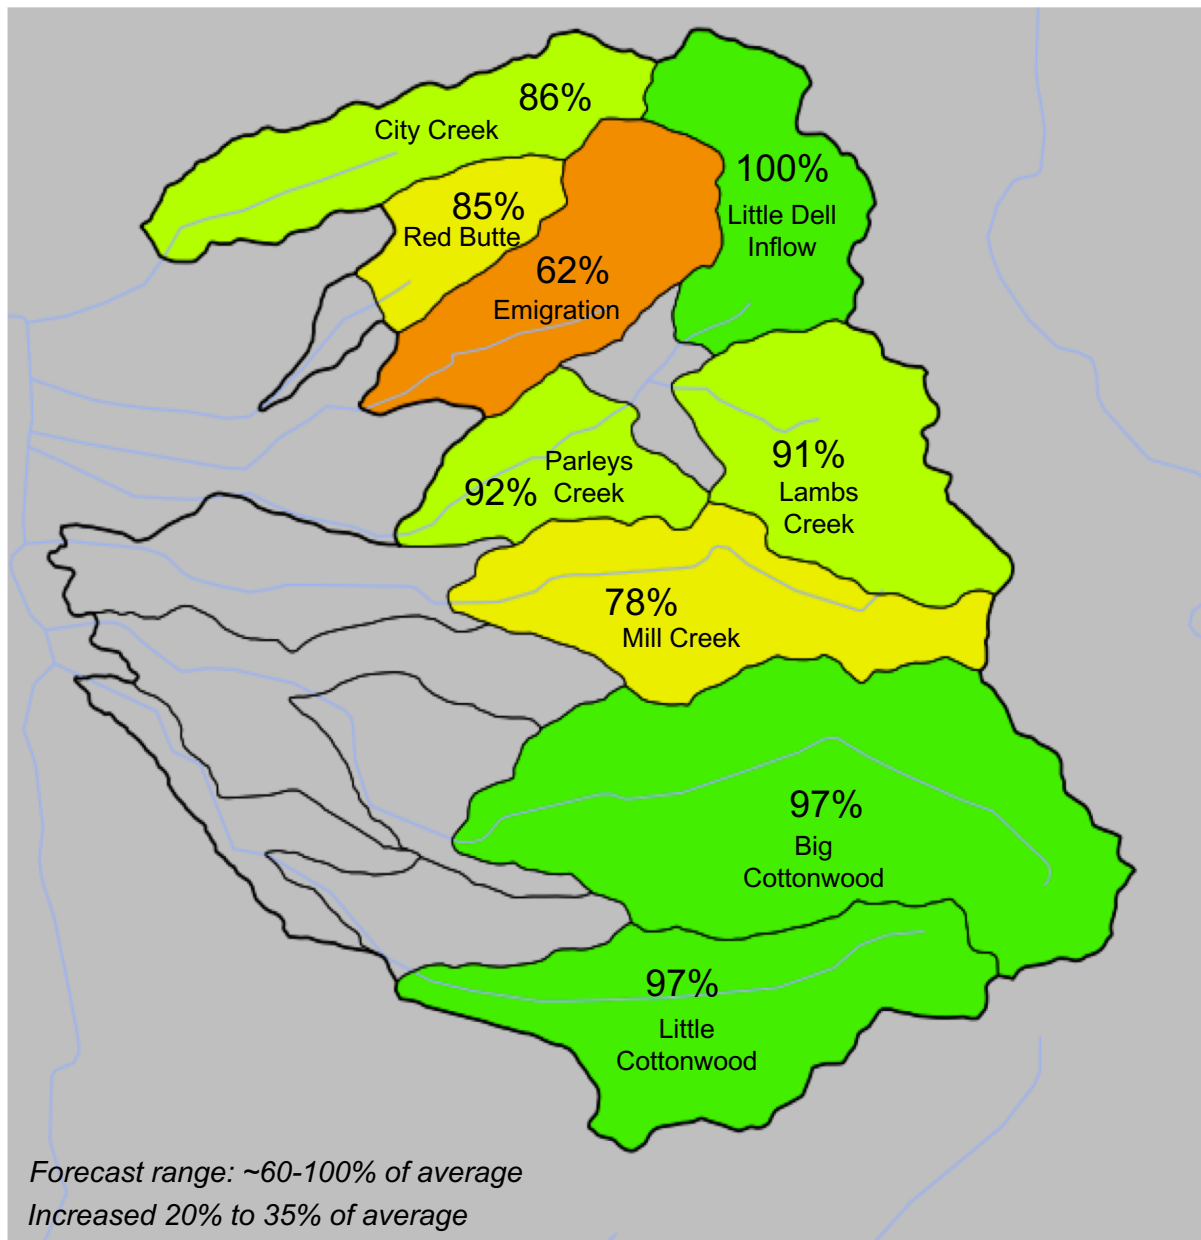 86%
City Creek
100%
Little Dell
Inflow
85%
Red Butte
62%
Emigration
91%
Lambs
Creek
Parleys
92% Creek
78%
Mill Creek
97%
Big
Cottonwood
97%
Little
Cottonwood
Forecast range: ~60-100% of average
Increased 20% to 35% of average